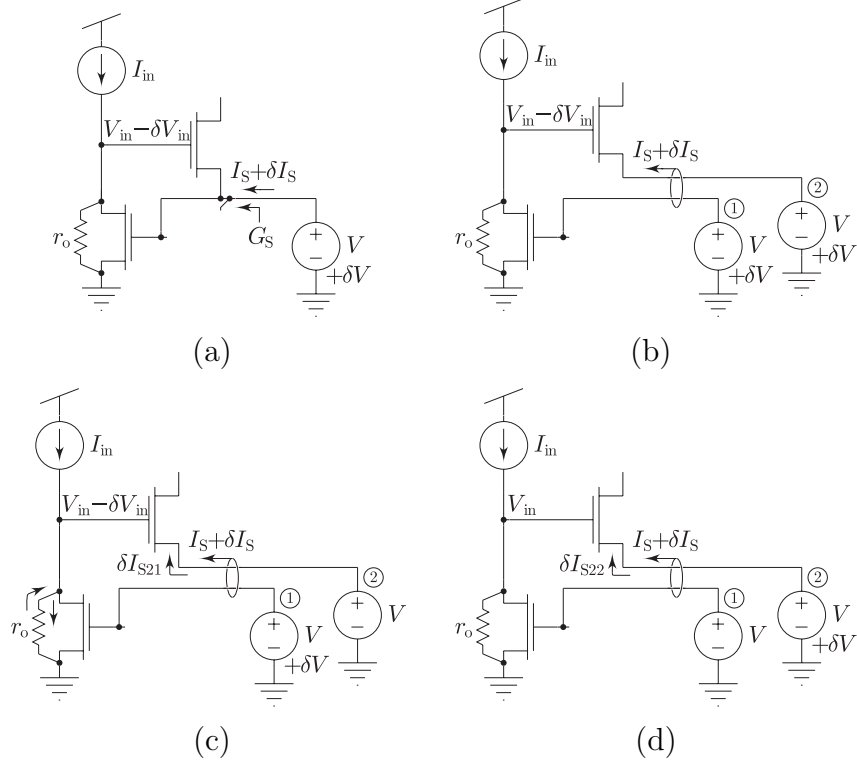 I_in
V_in−δV_in
I_S+δI_S
G_S
r_o
+
−
V
+δV
(a)
I_in
V_in−δV_in
I_S+δI_S
①
②
r_o
+
−
V
+δV
+
−
V
+δV
(b)
I_in
V_in−δV_in
I_S+δI_S
δI_S21
①
②
r_o
+
−
V
+δV
+
−
V
(c)
I_in
V_in
I_S+δI_S
δI_S22
①
②
r_o
+
−
V
+
−
V
+δV
(d)